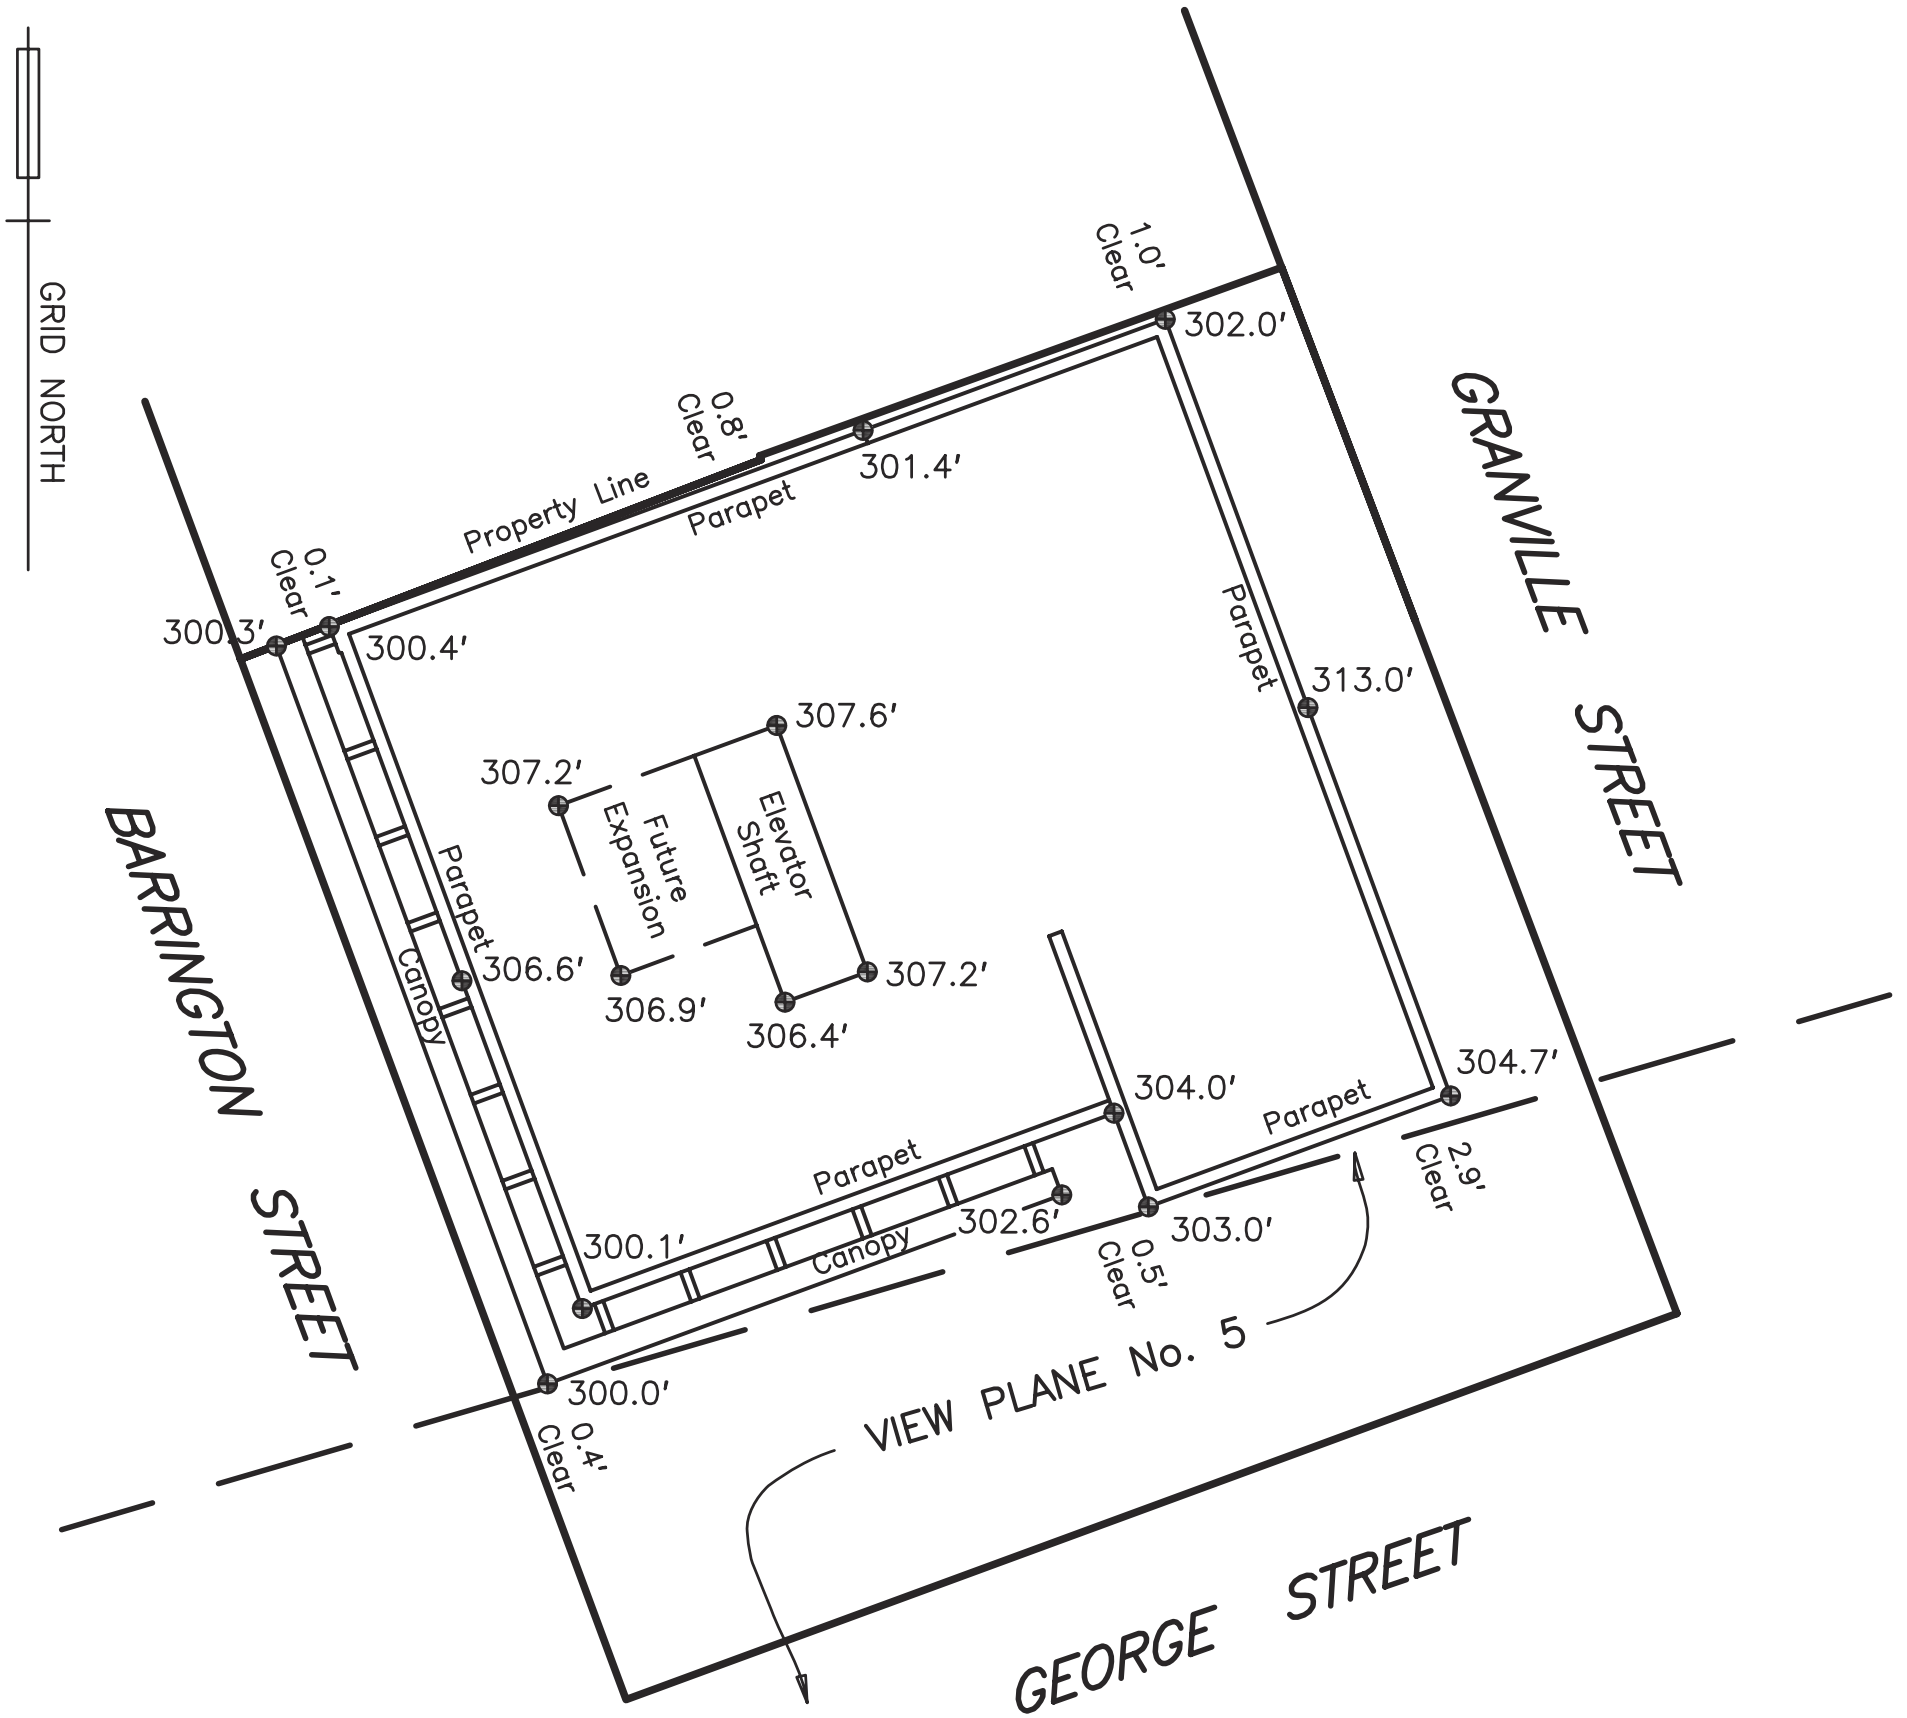 GRID NORTH
1.0'
Clear
302.0'
0.8'
Clear
301.4'
Property Line
Parapet
GRANVILLE STREET
0.1'
Clear
300.3'
300.4'
Parapet
313.0'
307.6'
307.2'
Future
Expansion
Elevator
Shaft
BARRINGTON STREET
Parapet
Canopy
306.6'
306.9'
307.2'
306.4'
304.0'
304.7'
Parapet
2.9'
Clear
Parapet
302.6'
303.0'
300.1'
Canopy
0.5'
Clear
VIEW PLANE No. 5
300.0'
0.4'
Clear
GEORGE STREET